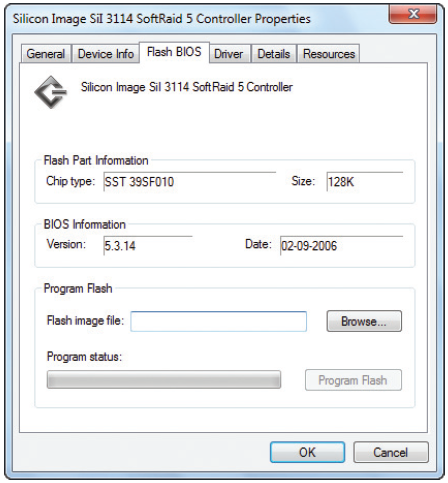 Silicon Image SiI 3114 SoftRaid 5 Controller Properties
General Device Info Flash BIOS Driver Details Resources
Silicon Image SiI 3114 SoftRaid 5 Controller
Flash Part Information
Chip type: SST 39SF010 Size: 128K
BIOS Information
Version: 5.3.14 Date: 02-09-2006
Program Flash
Flash image file: Browse...
Program status:
Program Flash
OK Cancel